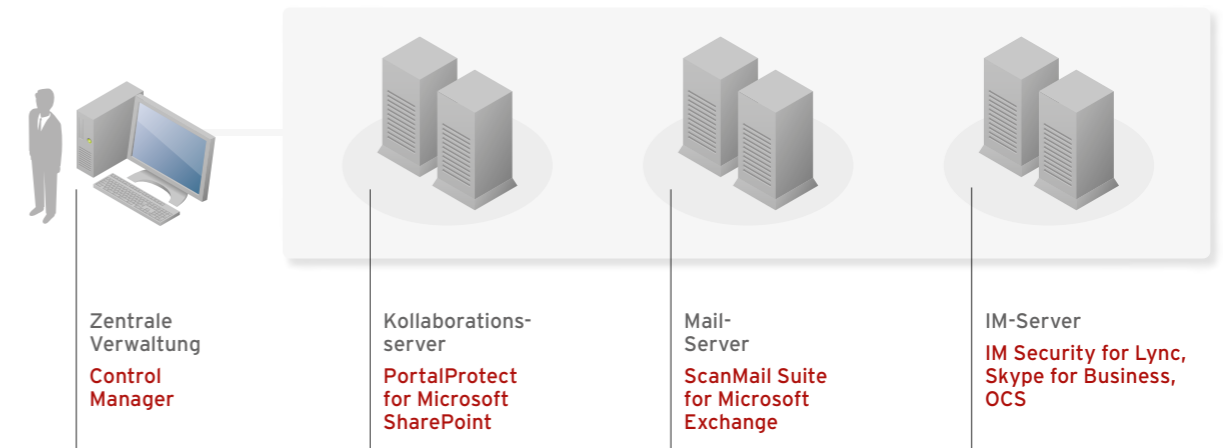 Zentrale
Verwaltung
Control
Manager
Kollaborations-
server
PortalProtect
for Microsoft
SharePoint
Mail-
Server
ScanMail Suite
for Microsoft
Exchange
IM-Server
IM Security for Lync,
Skype for Business,
OCS